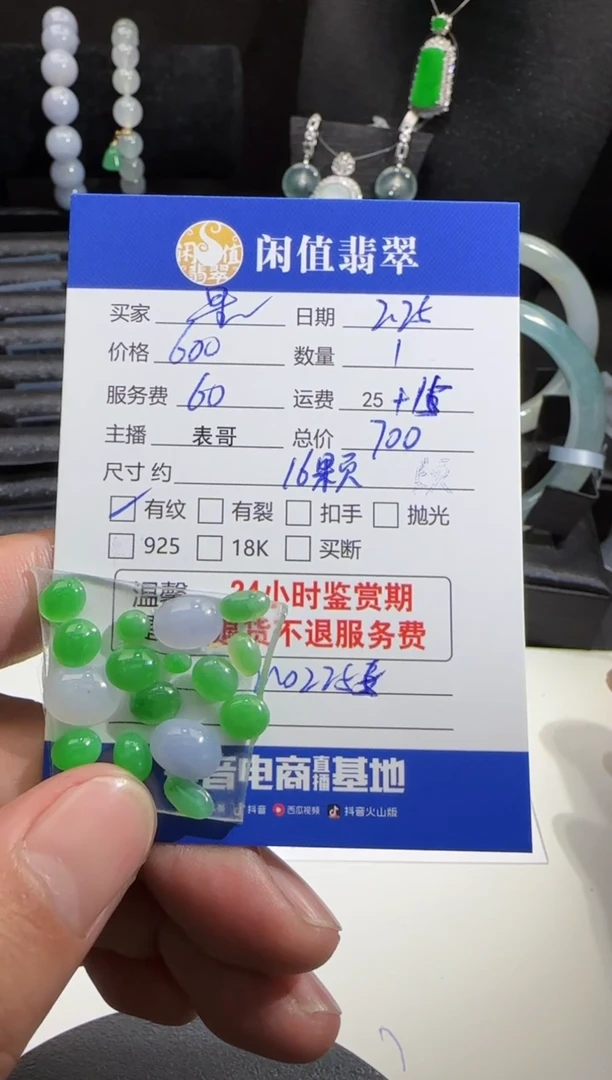 闲值翡翠
闲值翡翠
买家 日期 2.25
价格 600 数量 1
服务费 60 运费 25 +15
主播 表哥 总价 700
尺寸 约 16颗
有纹 有裂 扣手 抛光
925 18K 买断
温馨 24小时鉴赏期
退货不退服务费
音电商直播基地
抖音 西瓜视频 抖音火山版